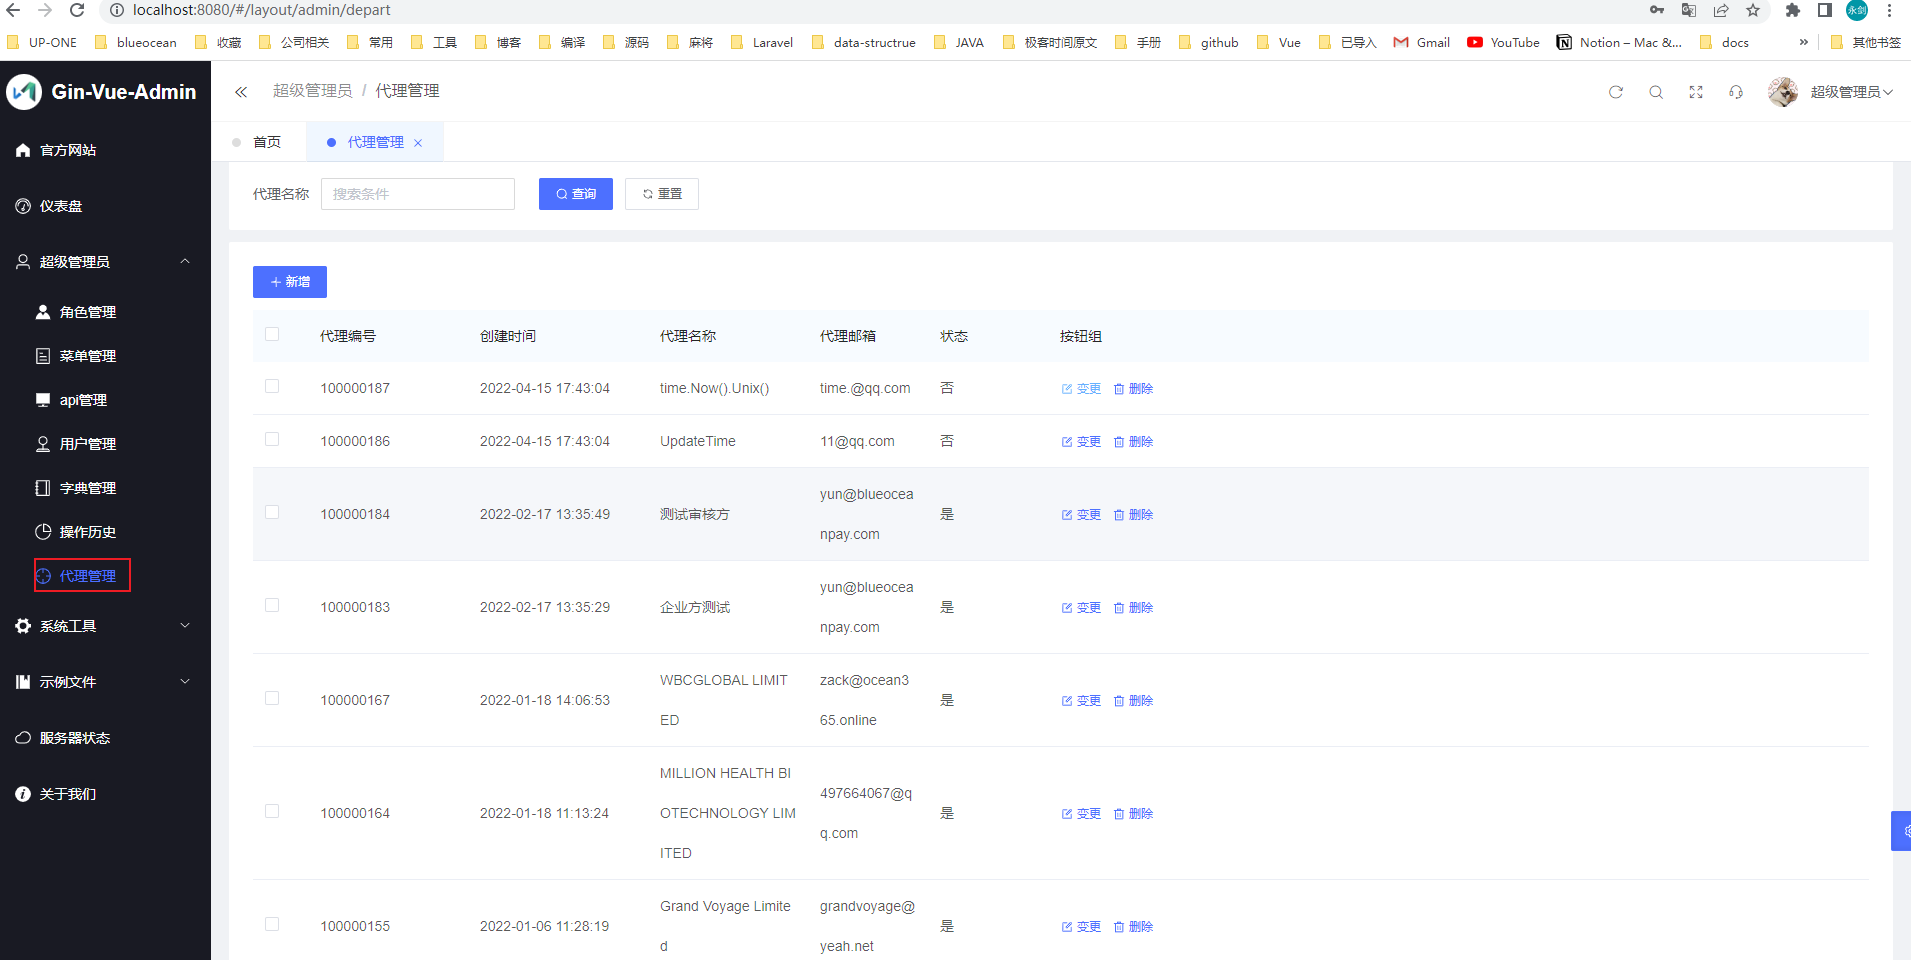 localhost:8080/#/layout/admin/depart
永剑
UP-ONE blueocean 收藏 公司相关 常用 工具 博客 编译 源码 麻将 Laravel data-structrue JAVA 极客时间原文 手册 github Vue 已导入 Gmail YouTube Notion – Mac &... docs » 其他书签
Gin-Vue-Admin
超级管理员 / 代理管理
超级管理员
首页
代理管理
官方网站
仪表盘
超级管理员
角色管理
菜单管理
api管理
用户管理
字典管理
操作历史
代理管理
系统工具
示例文件
服务器状态
关于我们
代理名称 搜索条件 查询 重置
新增
代理编号 创建时间 代理名称 代理邮箱 状态 按钮组
100000187 2022-04-15 17:43:04 time.Now().Unix() time.@qq.com 否 变更 删除
100000186 2022-04-15 17:43:04 UpdateTime 11@qq.com 否 变更 删除
yun@blueocea
100000184 2022-02-17 13:35:49 测试审核方 是 变更 删除
npay.com
yun@blueocea
100000183 2022-02-17 13:35:29 企业方测试 是 变更 删除
npay.com
WBCGLOBAL LIMIT zack@ocean3
100000167 2022-01-18 14:06:53 是 变更 删除
ED 65.online
MILLION HEALTH BI
497664067@q
100000164 2022-01-18 11:13:24 OTECHNOLOGY LIM 是 变更 删除
q.com
ITED
Grand Voyage Limite grandvoyage@
100000155 2022-01-06 11:28:19 是 变更 删除
d yeah.net